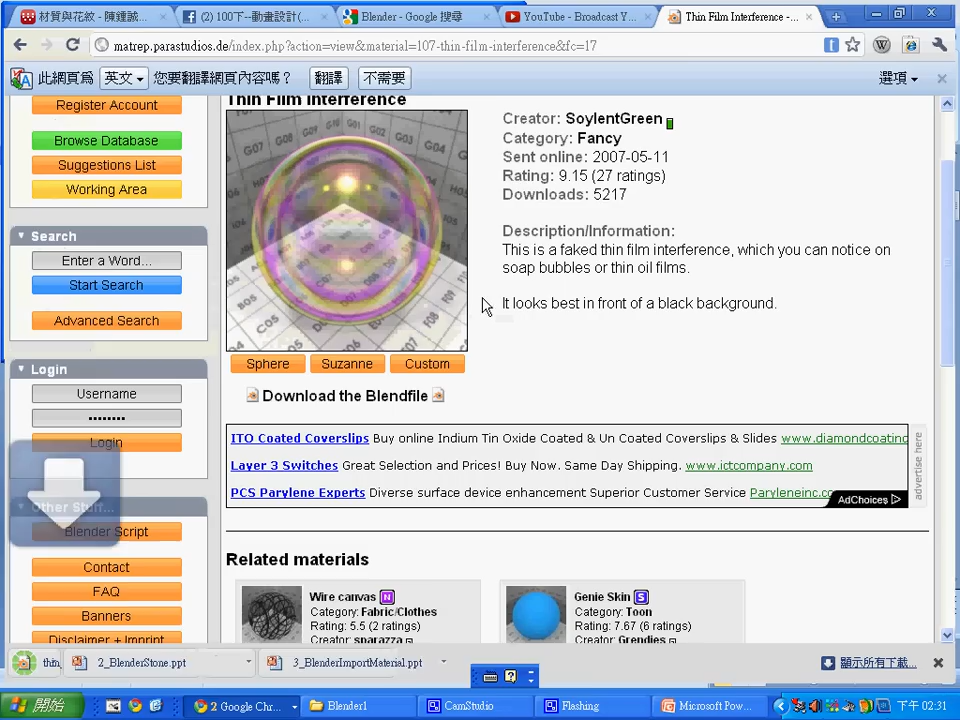 材質與花紋 - 陳鍾誠...
(2) 100下--動畫設計(...
Blender - Google 搜尋
YouTube - Broadcast Y...
Thin Film Interference - ...
matrep.parastudios.de/index.php?action=view&material=107-thin-film-interference&fc=17
此網頁爲 英文 您要翻譯網頁內容嗎？ 翻譯 不需要 選項
Register Account
Browse Database
Suggestions List
Working Area
Search
Enter a Word...
Start Search
Advanced Search
Login
Username
••••••••
Login
Other Stuff...
Blender Script
Contact
FAQ
Banners
Disclaimer + Imprint
Thin Film Interference
Creator: SoylentGreen
Category: Fancy
Sent online: 2007-05-11
Rating: 9.15 (27 ratings)
Downloads: 5217
Description/Information:
This is a faked thin film interference, which you can notice on
soap bubbles or thin oil films.
It looks best in front of a black background.
Sphere Suzanne Custom
Download the Blendfile
ITO Coated Coverslips Buy online Indium Tin Oxide Coated & Un Coated Coverslips & Slides www.diamondcoating
Layer 3 Switches Great Selection and Prices! Buy Now. Same Day Shipping. www.ictcompany.com
PCS Parylene Experts Diverse surface device enhancement Superior Customer Service Paryleneinc.co
AdChoices
advertise here
Related materials
Wire canvas N
Category: Fabric/Clothes
Rating: 5.5 (2 ratings)
Creator: sparazza
Genie Skin S
Category: Toon
Rating: 7.67 (6 ratings)
Creator: Grendies
thin_
2_BlenderStone.ppt
3_BlenderImportMaterial.ppt
顯示所有下載...
開始
2 Google Chr...
Blender1
CamStudio
Flashing
Microsoft Pow...
下午 02:31